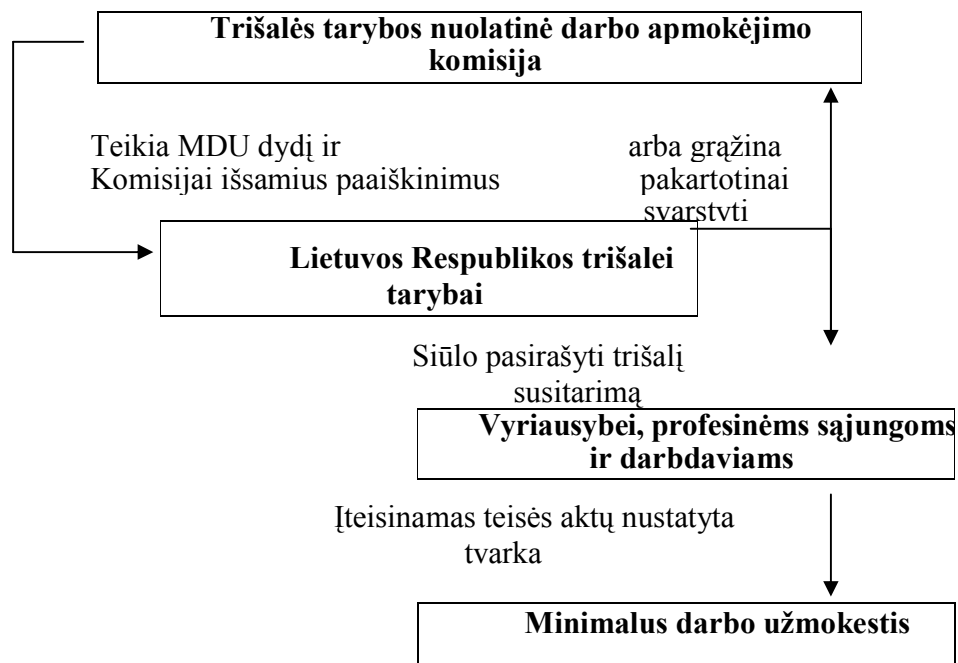 Trišalės tarybos nuolatinė darbo apmokėjimo
komisija
Teikia MDU dydį ir
Komisijai išsamius paaiškinimus
arba grąžina
pakartotinai
svarstyti
Lietuvos Respublikos trišalei
tarybai
Siūlo pasirašyti trišalį
susitarimą
Vyriausybei, profesinėms sąjungoms
ir darbdaviams
Įteisinamas teisės aktų nustatyta
tvarka
Minimalus darbo užmokestis